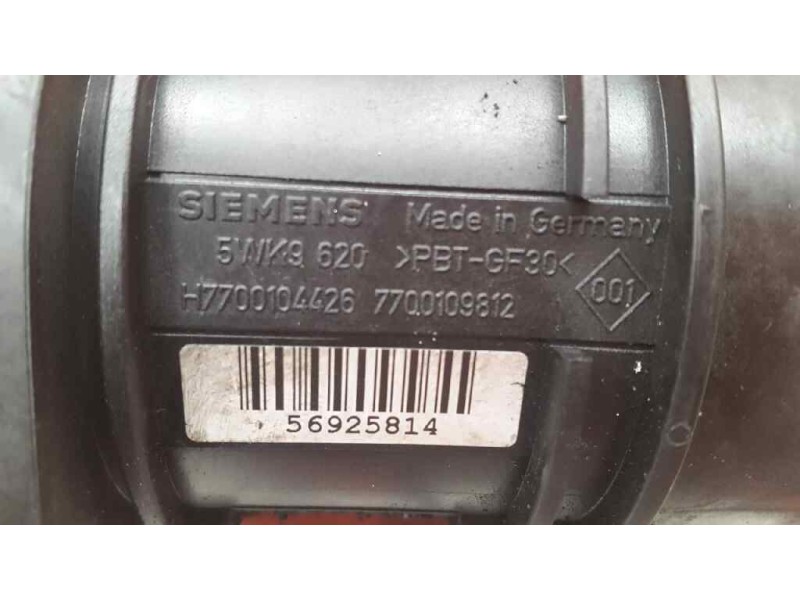 SIEMENS Made in Germany
5WK9 620 >PBT-GF30< 001
H7700104426 7700109812
56925814